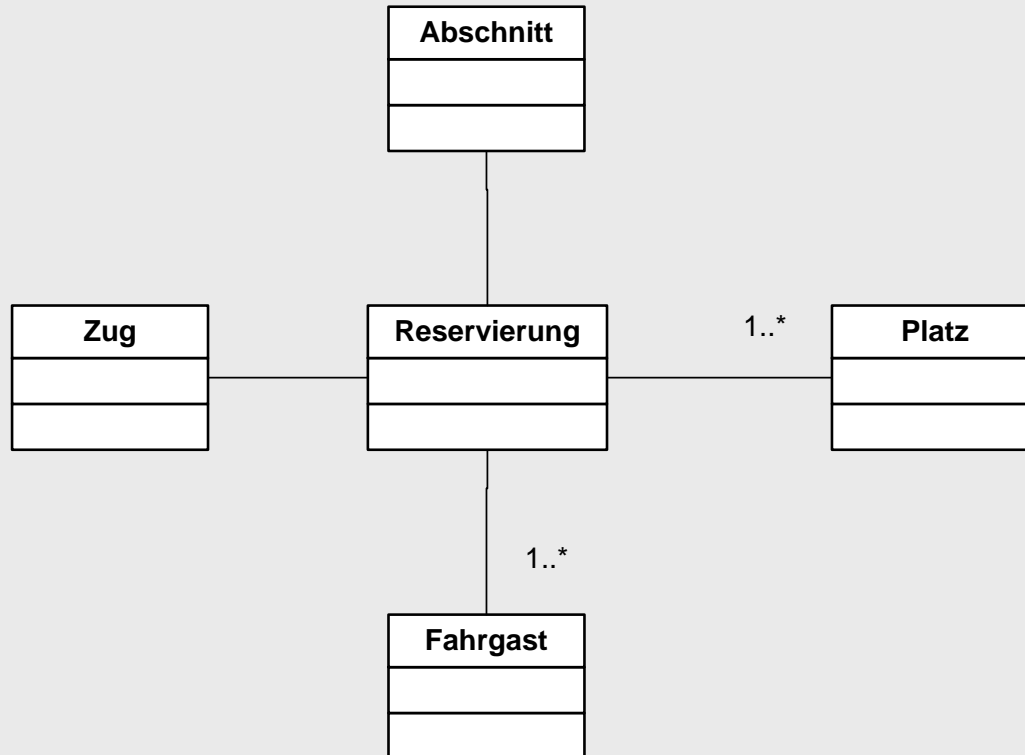 Abschnitt
Zug
Reservierung
1..*
Platz
1..*
Fahrgast